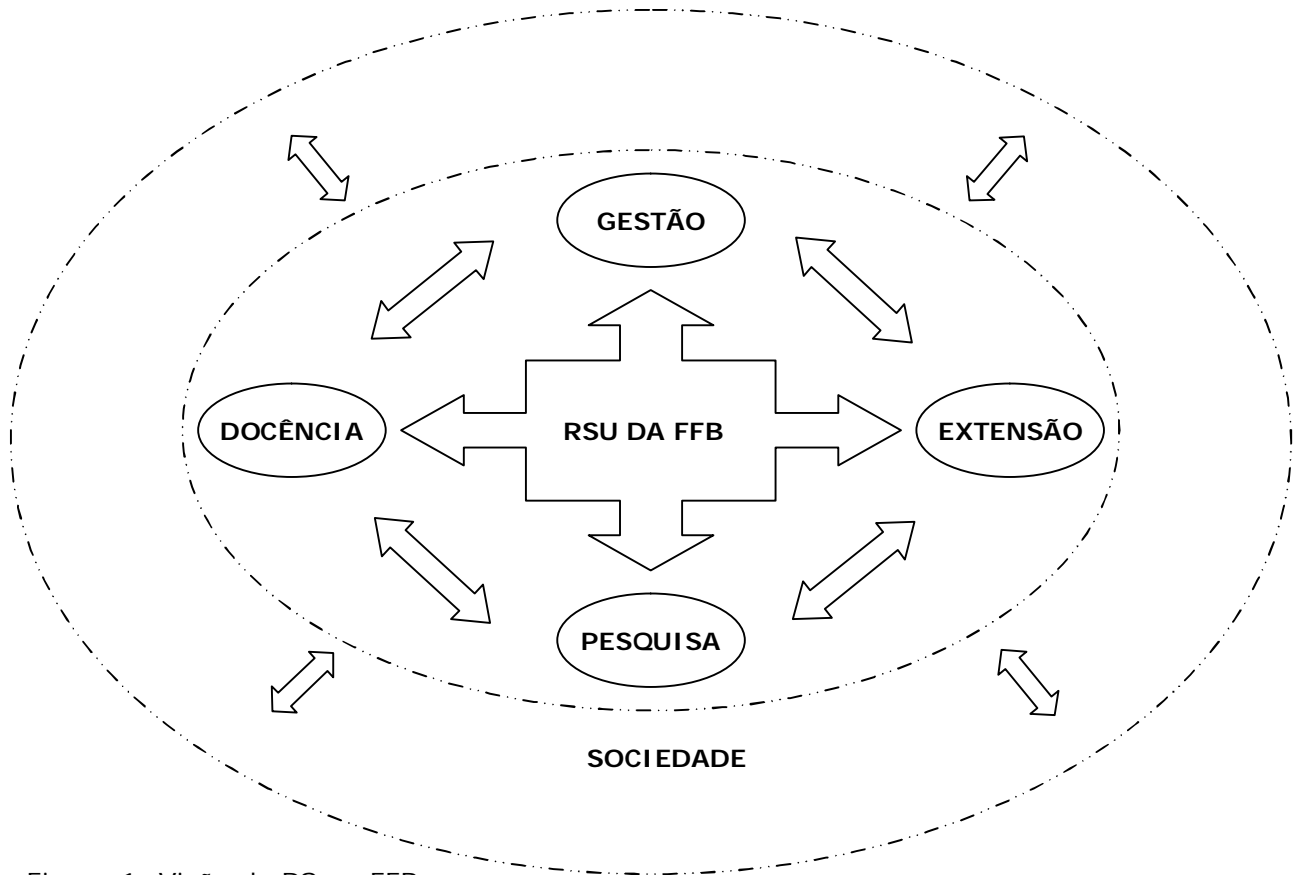 GESTÃO
DOCÊNCIA
RSU DA FFB
EXTENSÃO
PESQUISA
SOCIEDADE